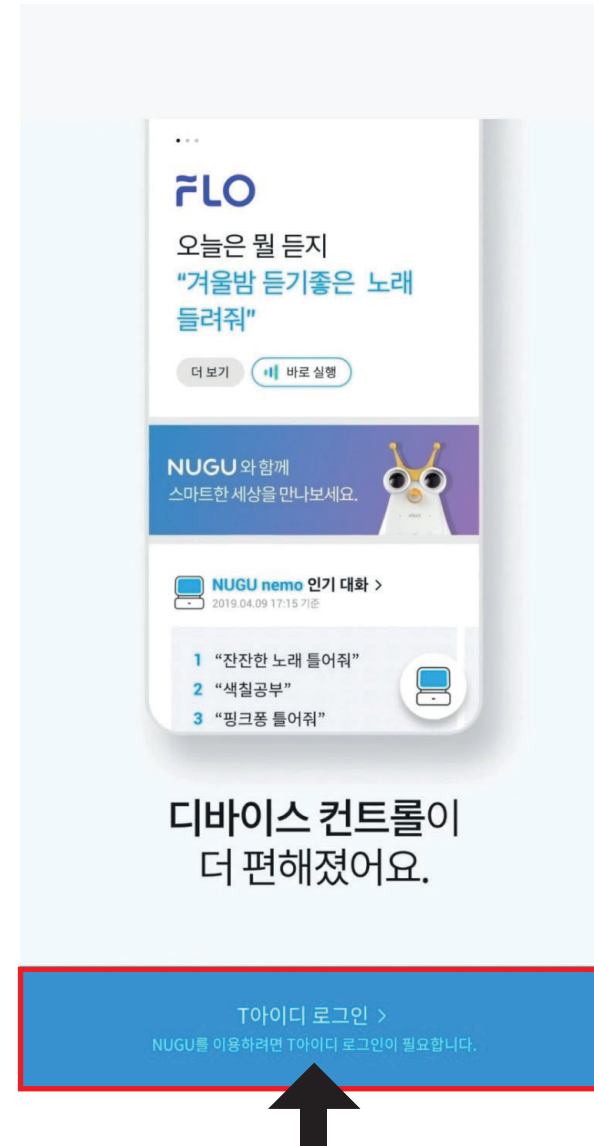 FLO
오늘은 뭘 듣지
“겨울밤 듣기좋은 노래
들려줘”
더 보기
바로 실행
NUGU 와 함께
스마트한 세상을 만나보세요.
NUGU nemo 인기 대화 >
2019.04.09 17:15 기준
1 “잔잔한 노래 틀어줘”
2 “색칠공부”
3 “핑크퐁 틀어줘”
디바이스 컨트롤이
더 편해졌어요.
T아이디 로그인 >
NUGU를 이용하려면 T아이디 로그인이 필요합니다.